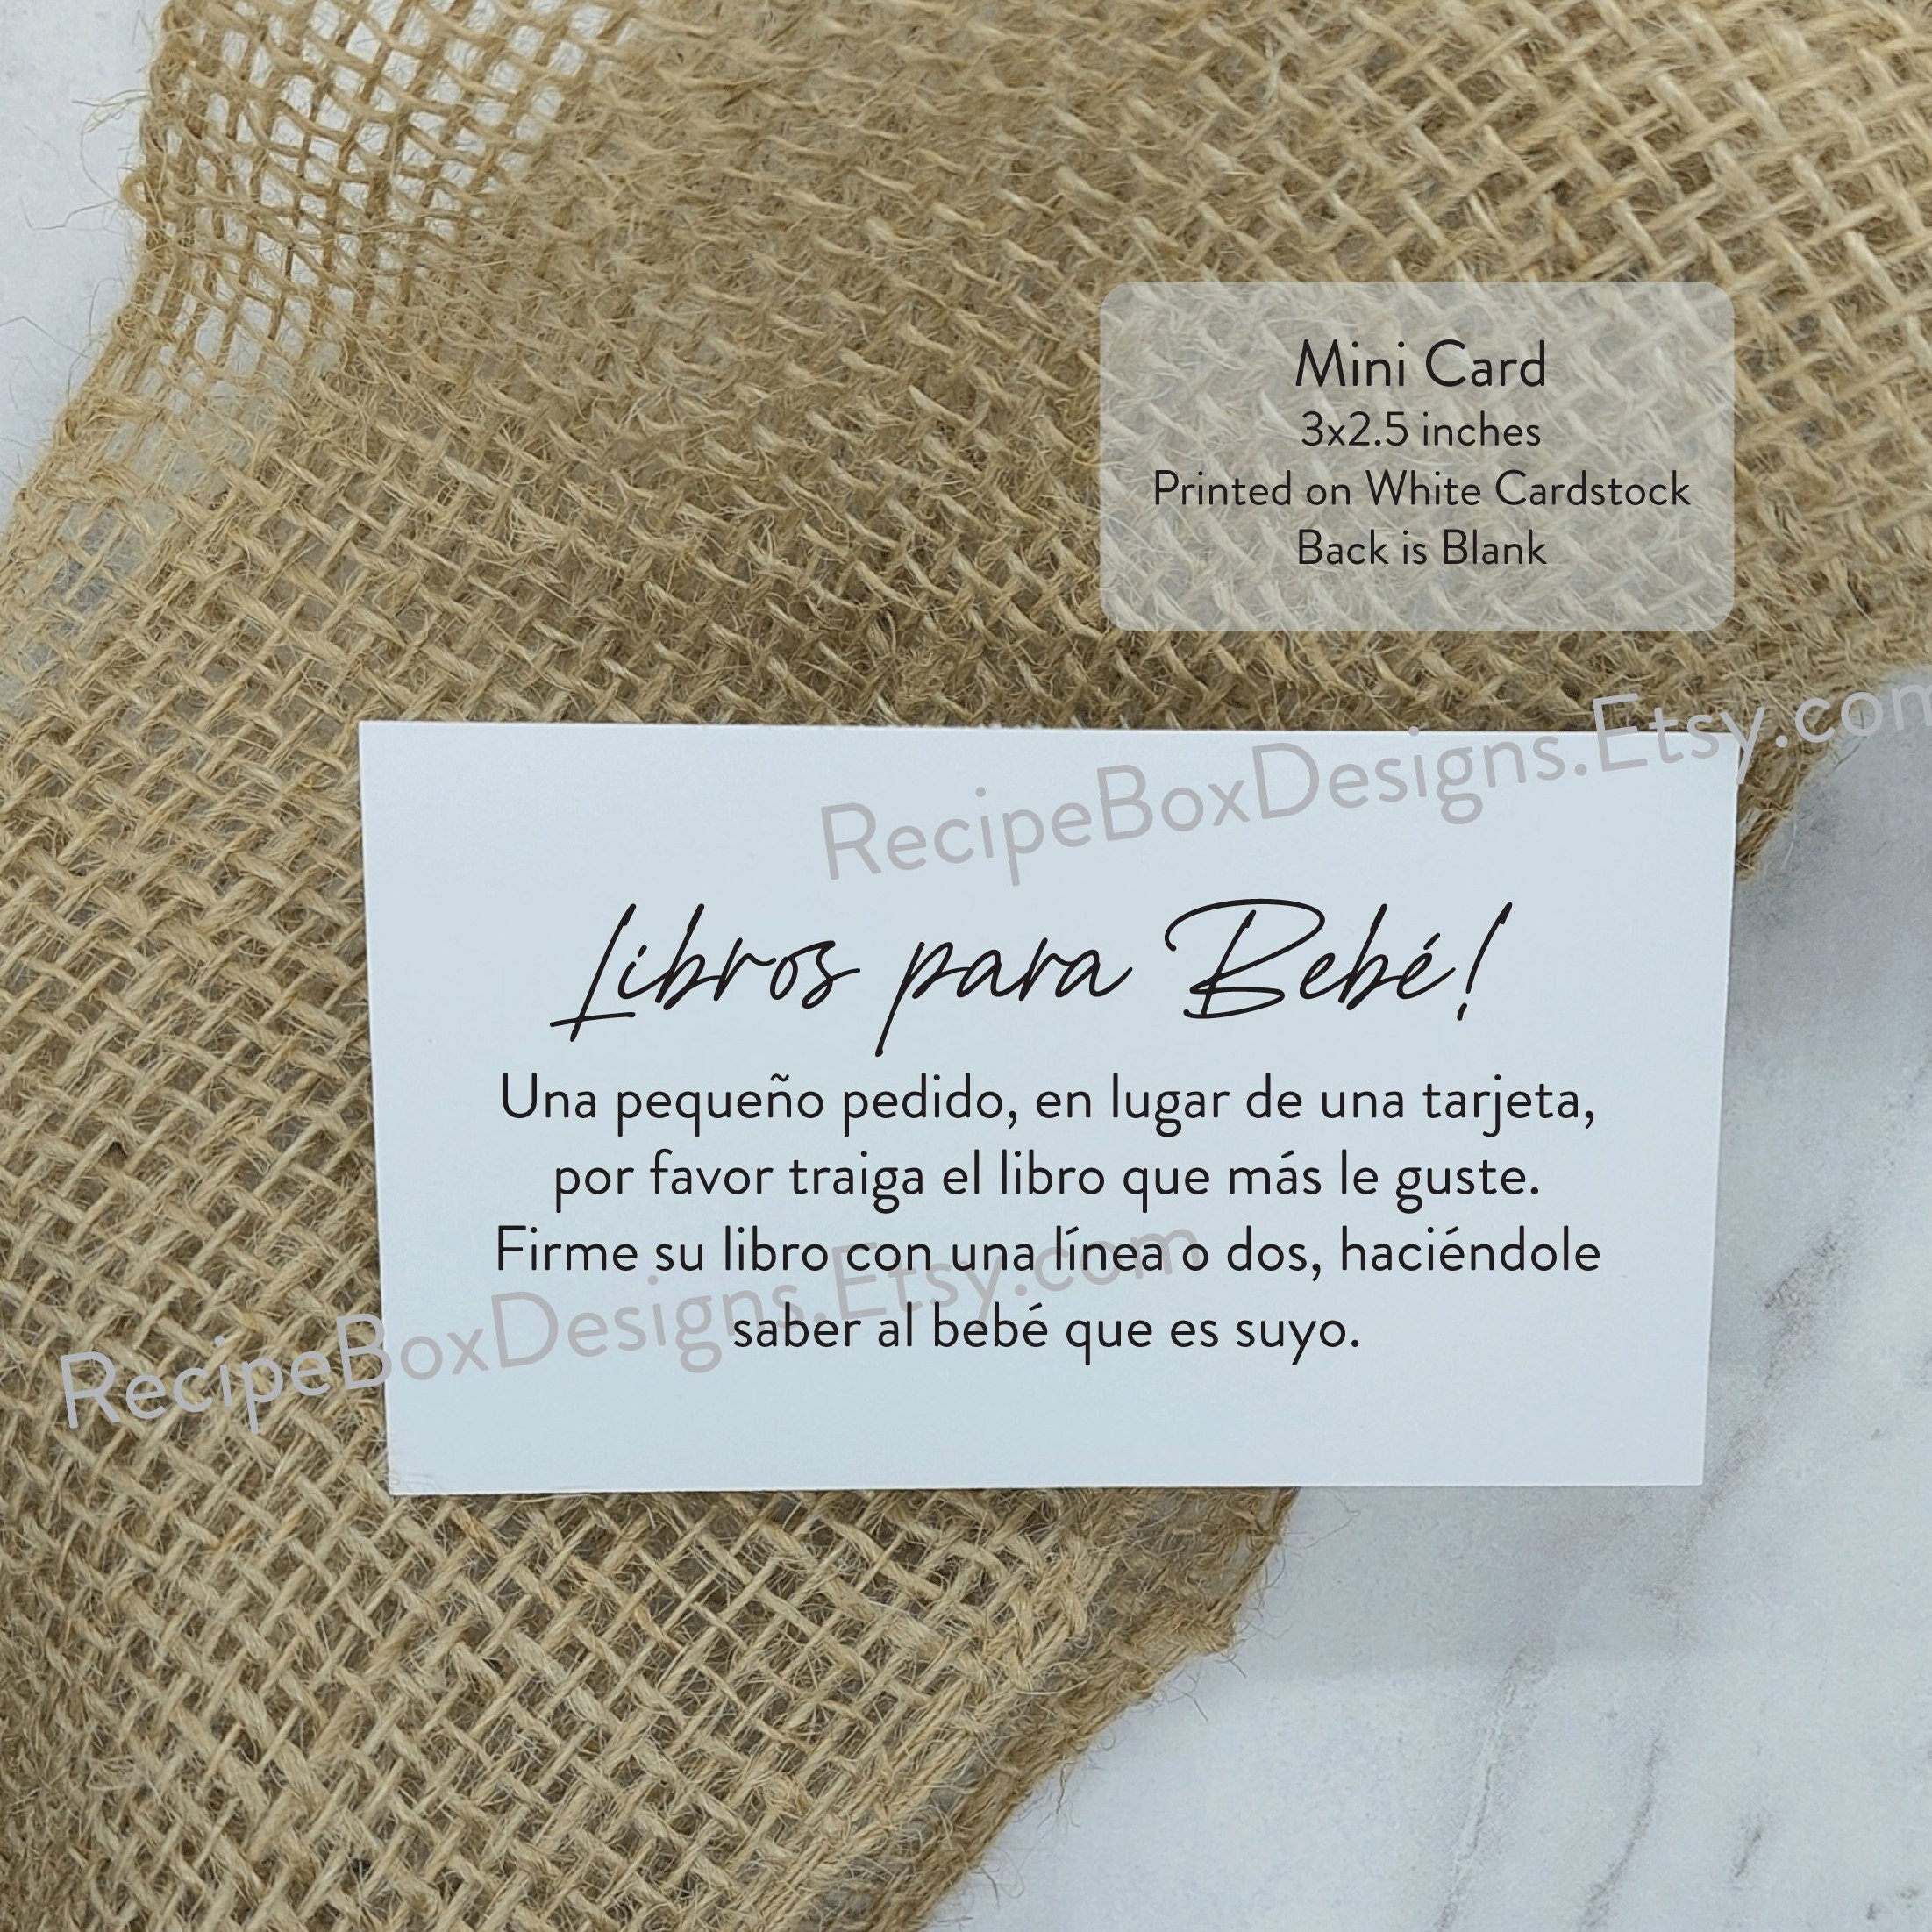 Mini Card
3x2.5 inches
Printed on White Cardstock
Back is Blank
RecipeBoxDesigns.Etsy.com
Libros para Bebé!
Una pequeño pedido, en lugar de una tarjeta,
por favor traiga el libro que más le guste.
Firme su libro con una línea o dos, haciéndole
saber al bebé que es suyo.
RecipeBoxDesigns.Etsy.com